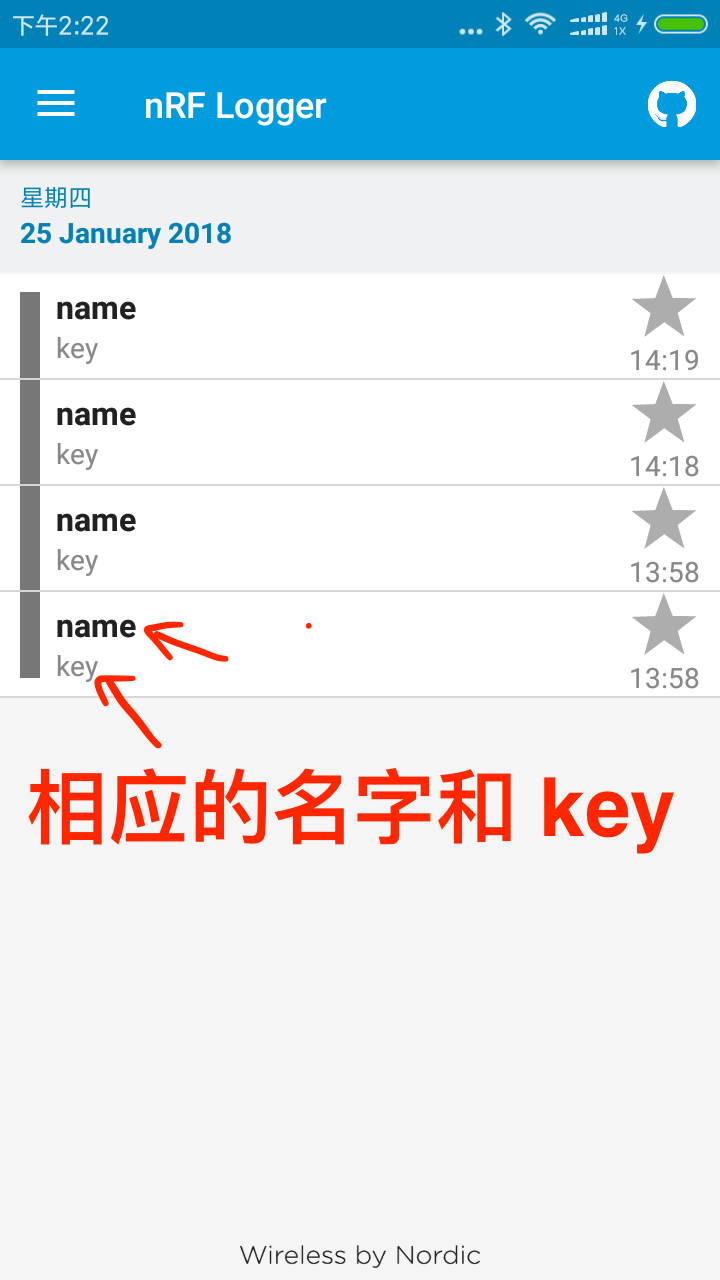 下午2:22
4G
1X
nRF Logger
星期四
25 January 2018
name
key
14:19
name
key
14:18
name
key
13:58
name
key
13:58
相应的名字和 key
Wireless by Nordic